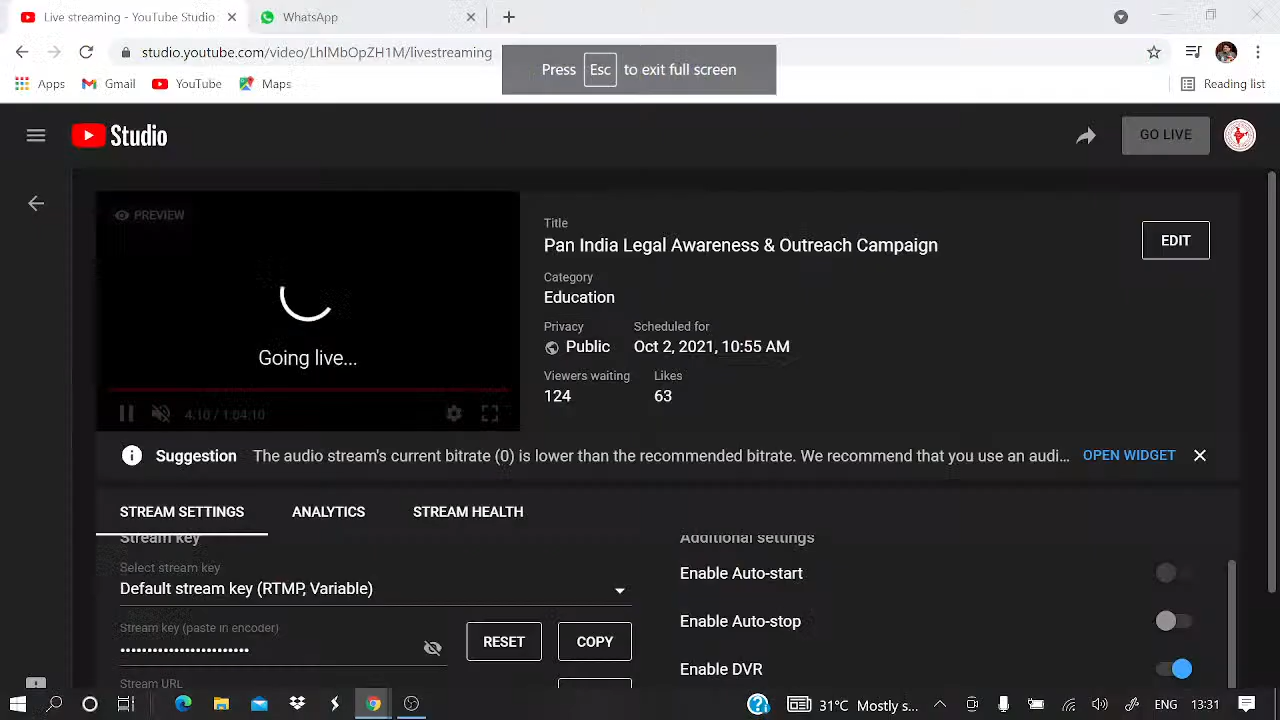 Live streaming - YouTube Studio
WhatsApp
studio.youtube.com/video/LhlMbOpZH1M/livestreaming
Press Esc to exit full screen
Apps
Gmail
YouTube
Maps
Reading list
Studio
GO LIVE
PREVIEW
Going live...
4:10 / 1:04:10
Title
Pan India Legal Awareness & Outreach Campaign
EDIT
Category
Education
Privacy
Scheduled for
Public
Oct 2, 2021, 10:55 AM
Viewers waiting
Likes
124
63
Suggestion The audio stream's current bitrate (0) is lower than the recommended bitrate. We recommend that you use an audi... OPEN WIDGET
STREAM SETTINGS
ANALYTICS
STREAM HEALTH
Stream key
Select stream key
Default stream key (RTMP, Variable)
Stream key (paste in encoder)
••••••••••••••••••••••••
RESET
COPY
Stream URL
Additional settings
Enable Auto-start
Enable Auto-stop
Enable DVR
31°C Mostly s...
ENG
13:31